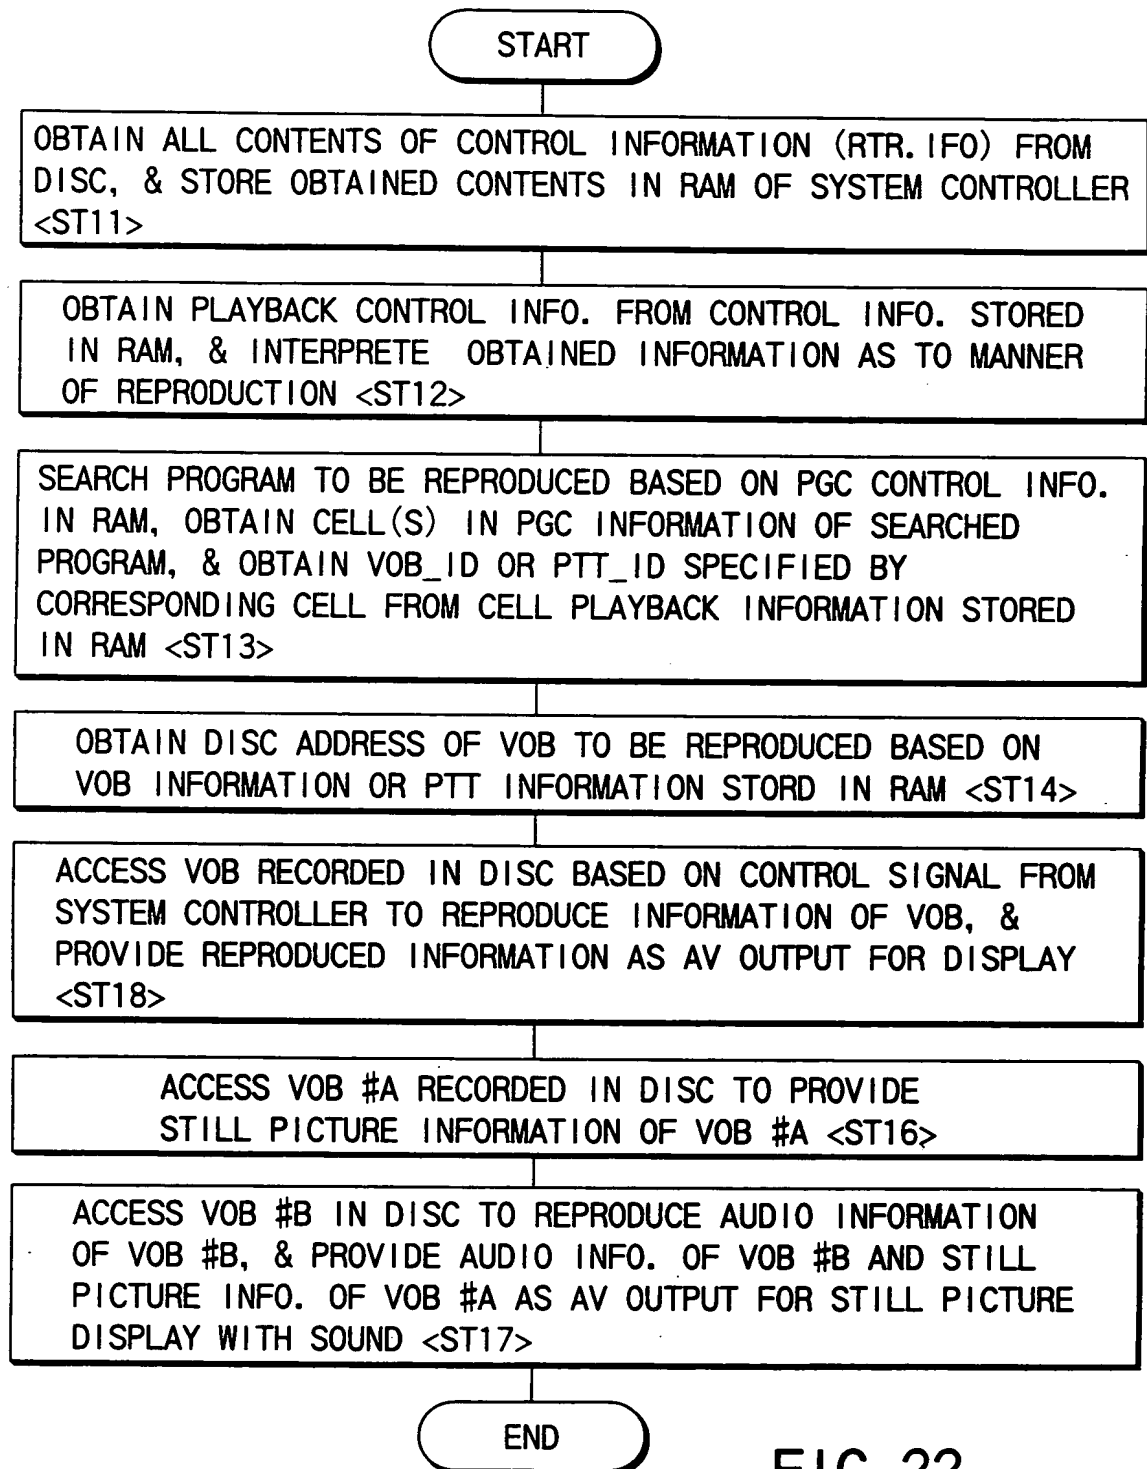 START
OBTAIN ALL CONTENTS OF CONTROL INFORMATION (RTR.IFO) FROM
DISC, & STORE OBTAINED CONTENTS IN RAM OF SYSTEM CONTROLLER
<ST11>
OBTAIN PLAYBACK CONTROL INFO. FROM CONTROL INFO. STORED
IN RAM, & INTERPRETE OBTAINED INFORMATION AS TO MANNER
OF REPRODUCTION <ST12>
SEARCH PROGRAM TO BE REPRODUCED BASED ON PGC CONTROL INFO.
IN RAM, OBTAIN CELL(S) IN PGC INFORMATION OF SEARCHED
PROGRAM, & OBTAIN VOB_ID OR PTT_ID SPECIFIED BY
CORRESPONDING CELL FROM CELL PLAYBACK INFORMATION STORED
IN RAM <ST13>
OBTAIN DISC ADDRESS OF VOB TO BE REPRODUCED BASED ON
VOB INFORMATION OR PTT INFORMATION STORD IN RAM <ST14>
ACCESS VOB RECORDED IN DISC BASED ON CONTROL SIGNAL FROM
SYSTEM CONTROLLER TO REPRODUCE INFORMATION OF VOB, &
PROVIDE REPRODUCED INFORMATION AS AV OUTPUT FOR DISPLAY
<ST18>
ACCESS VOB #A RECORDED IN DISC TO PROVIDE
STILL PICTURE INFORMATION OF VOB #A <ST16>
ACCESS VOB #B IN DISC TO REPRODUCE AUDIO INFORMATION
OF VOB #B, & PROVIDE AUDIO INFO. OF VOB #B AND STILL
PICTURE INFO. OF VOB #A AS AV OUTPUT FOR STILL PICTURE
DISPLAY WITH SOUND <ST17>
END
FIG. 22